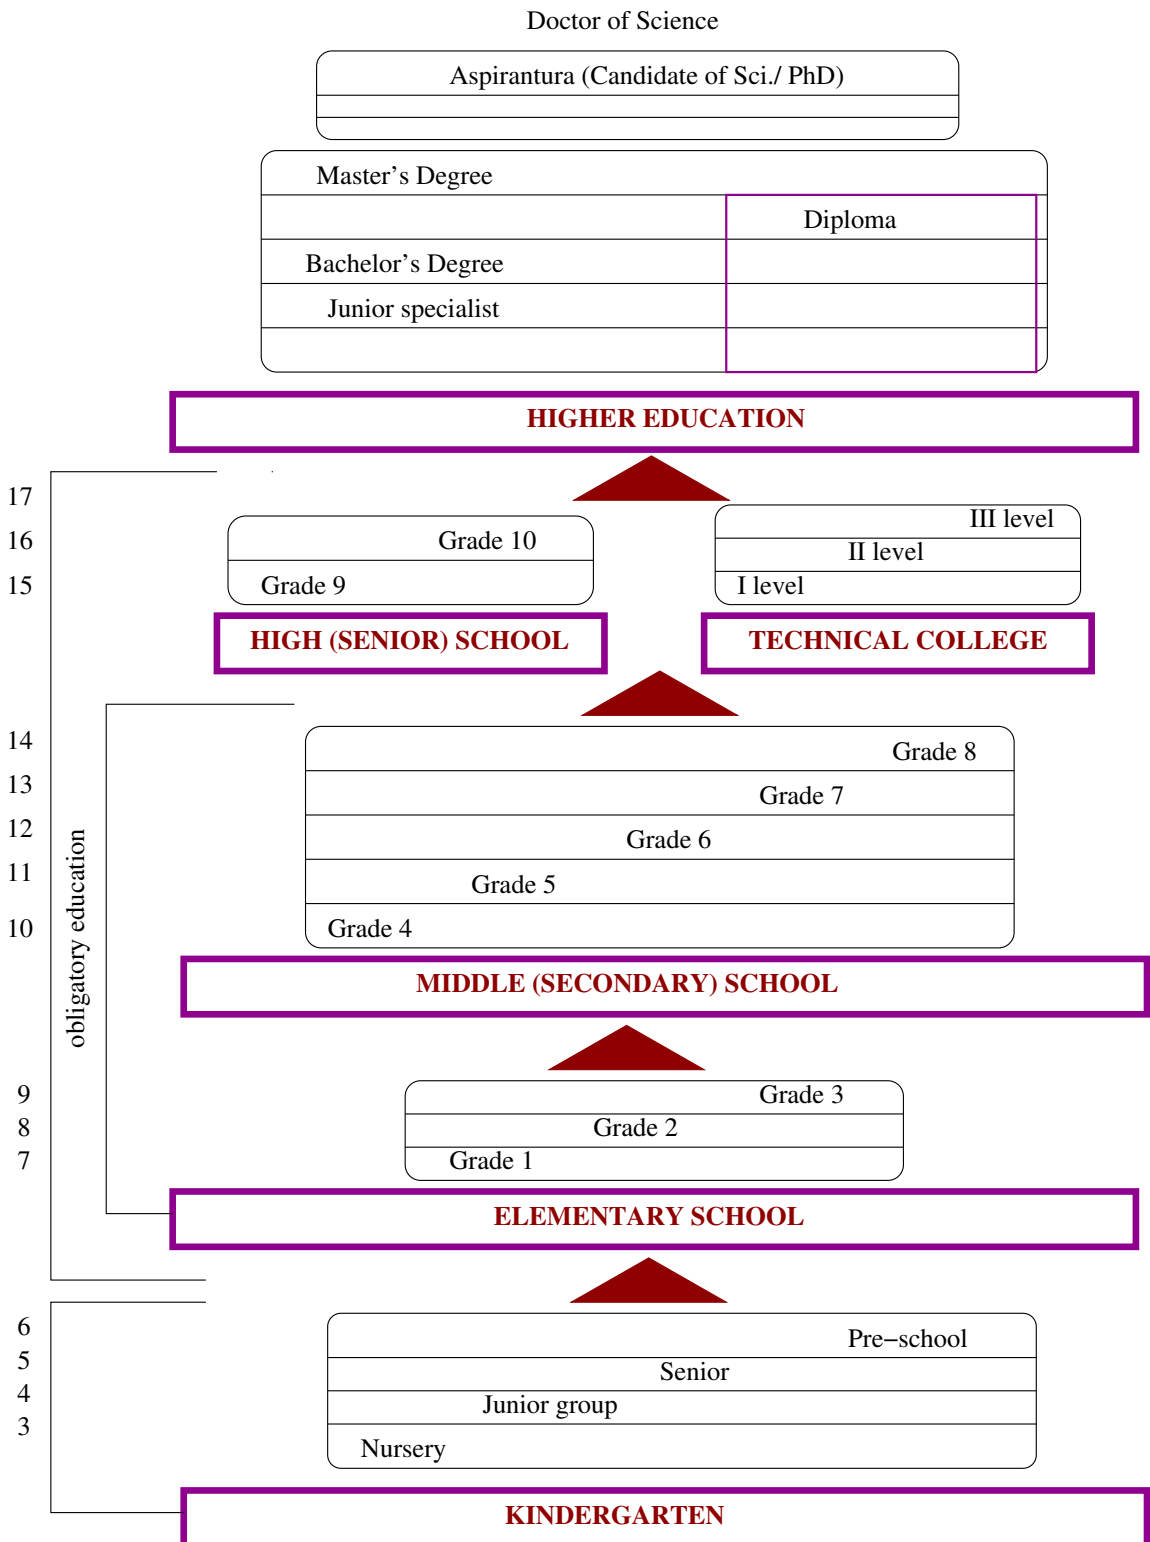 Doctor of Science
Aspirantura (Candidate of Sci./ PhD)
Master's Degree
Diploma
Bachelor's Degree
Junior specialist
HIGHER EDUCATION
17
III level
16
Grade 10
II level
15
Grade 9
I level
HIGH (SENIOR) SCHOOL
TECHNICAL COLLEGE
14
Grade 8
13
Grade 7
12
Grade 6
11
Grade 5
10
Grade 4
obligatory education
MIDDLE (SECONDARY) SCHOOL
9
Grade 3
8
Grade 2
7
Grade 1
ELEMENTARY SCHOOL
6
Pre−school
5
Senior
4
Junior group
3
Nursery
KINDERGARTEN